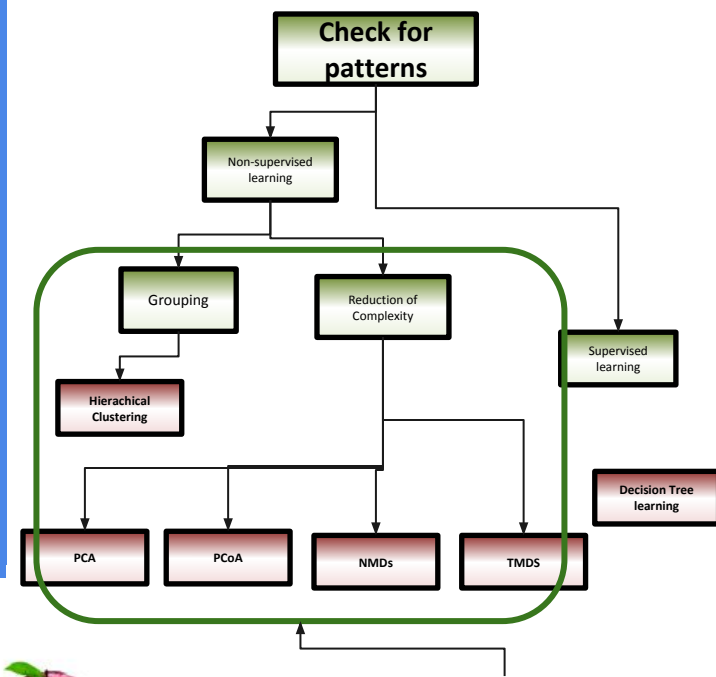 Check for
patterns
Non-supervised
learning
Grouping
Reduction of
Complexity
Supervised
learning
Hierachical
Clustering
Decision Tree
learning
PCA
PCoA
NMDs
TMDS